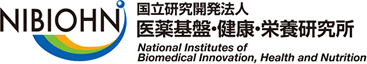 NIBIOHN
国立研究開発法人
医薬基盤・健康・栄養研究所
National Institutes of
Biomedical Innovation, Health and Nutrition